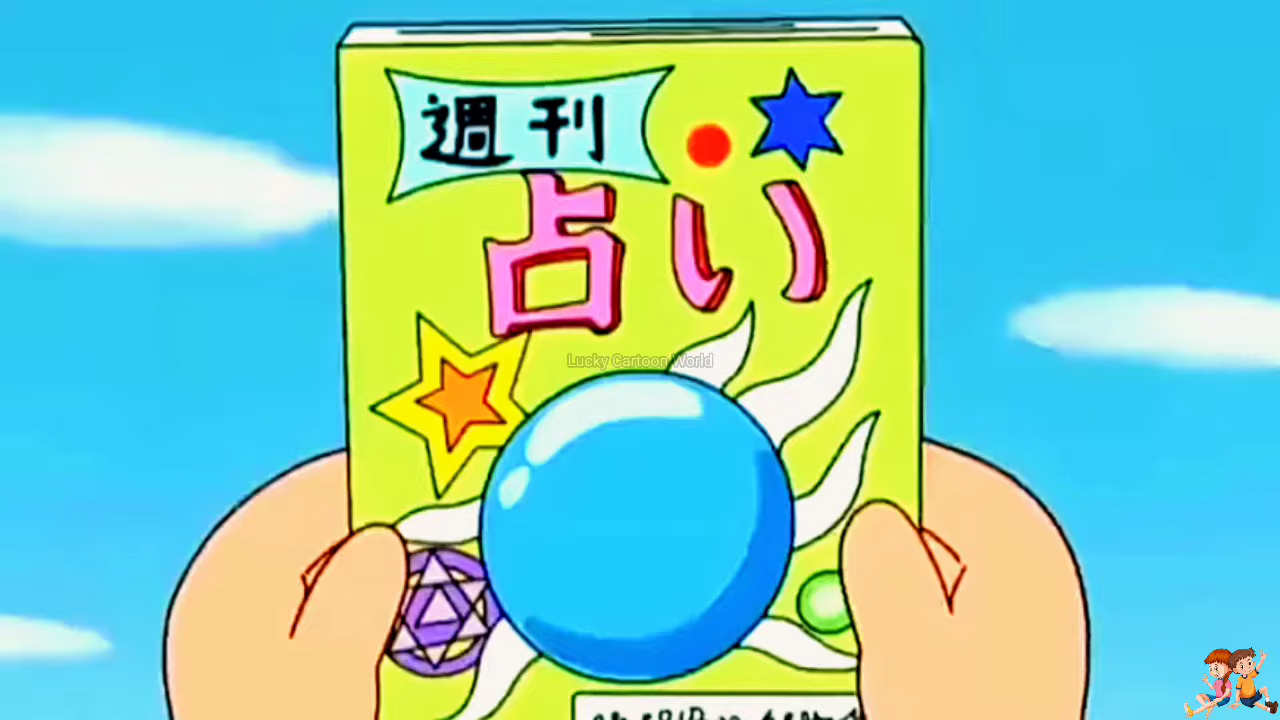 週刊
占い
Lucky Cartoon World